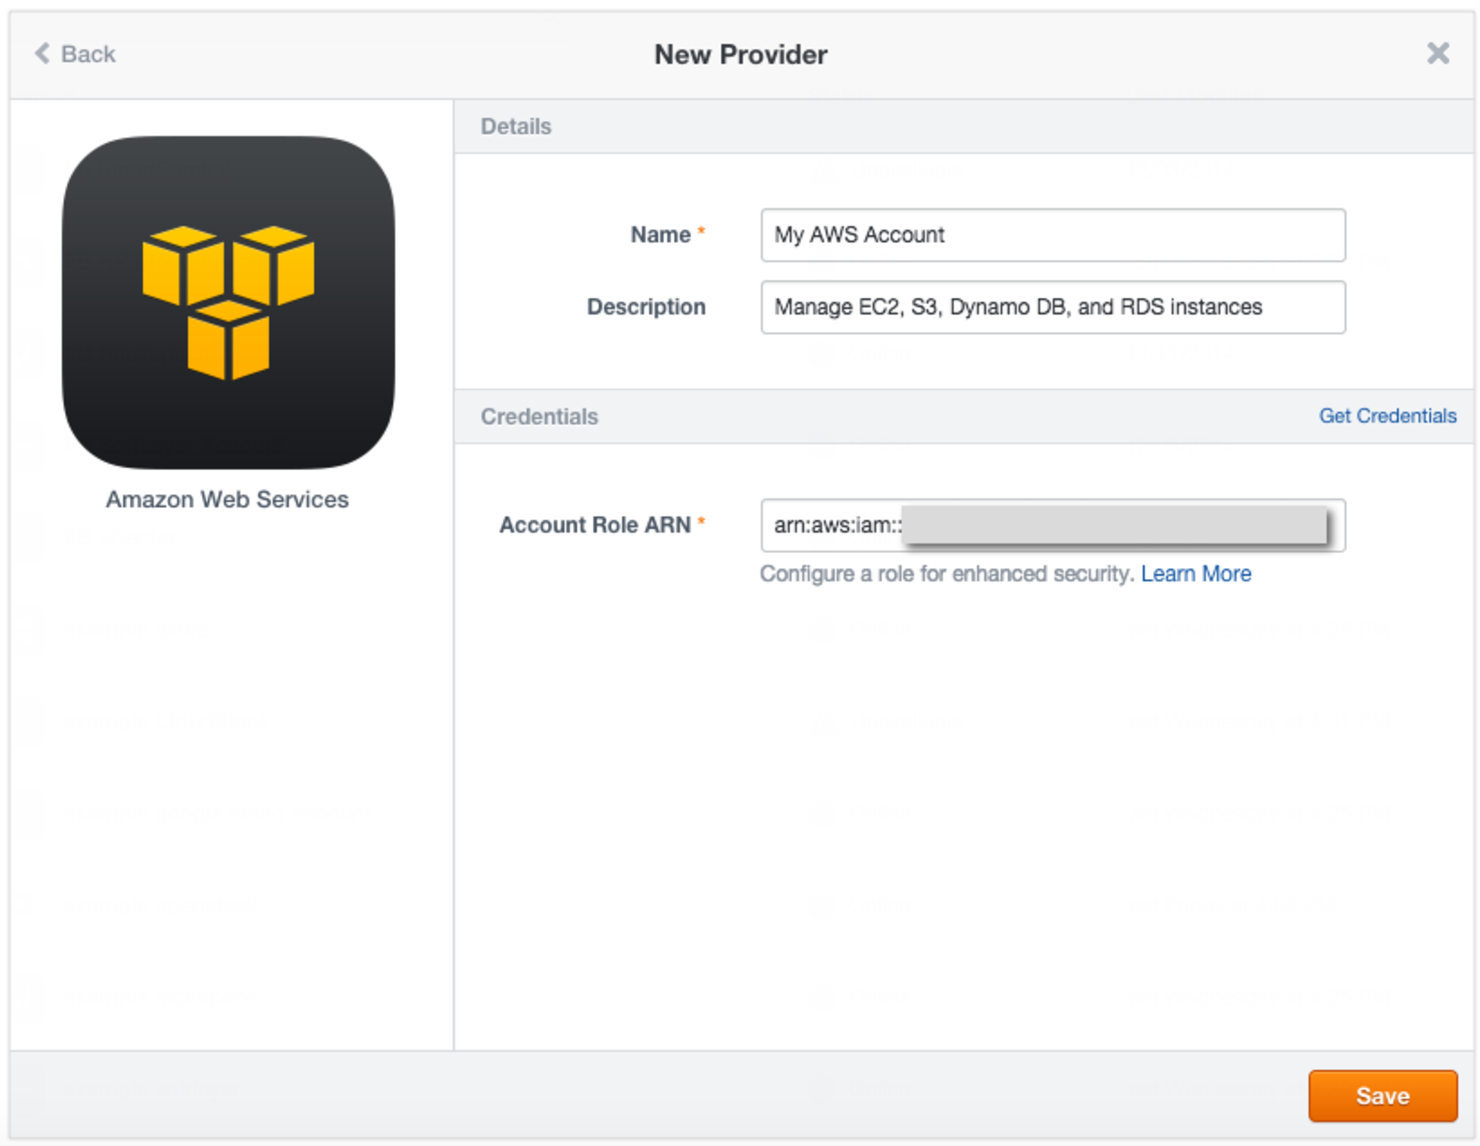 Back
New Provider
Details
Name *
My AWS Account
Description
Manage EC2, S3, Dynamo DB, and RDS instances
Credentials
Get Credentials
Amazon Web Services
Account Role ARN *
arn:aws:iam::
Configure a role for enhanced security. Learn More
Save